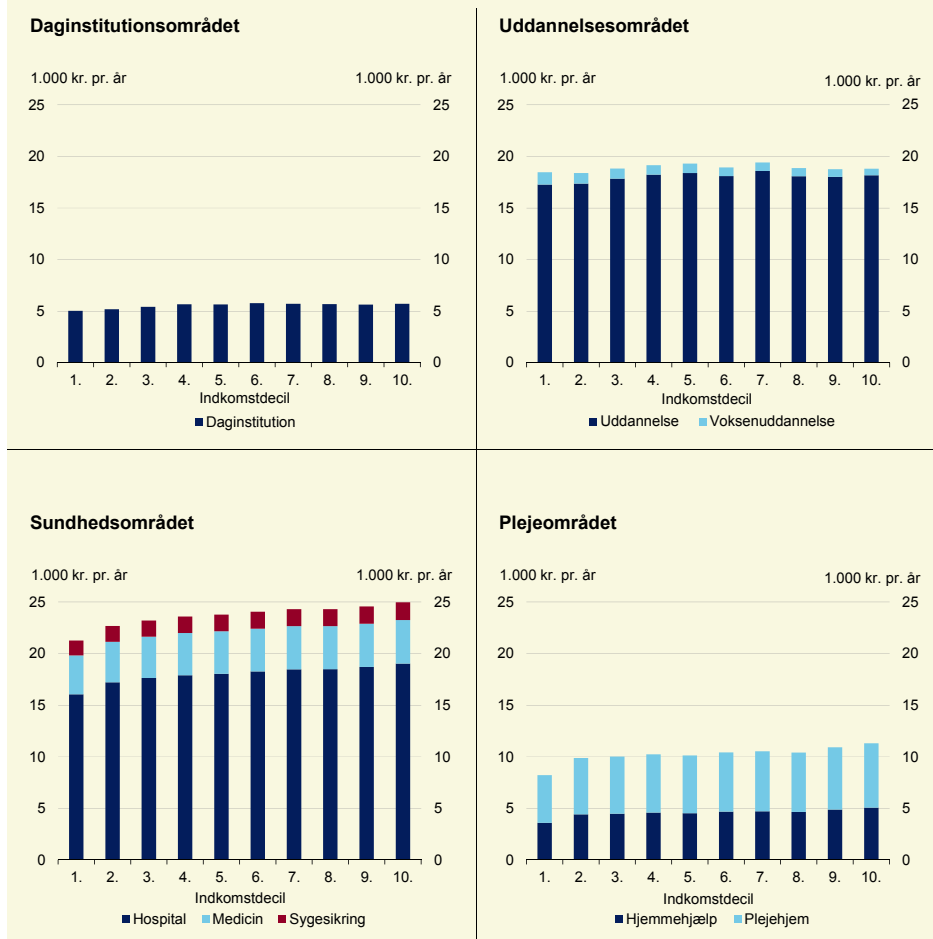 Daginstitutionsområdet
1.000 kr. pr. år 1.000 kr. pr. år
25 25
20 20
15 15
10 10
5 5
0 0
1. 2. 3. 4. 5. 6. 7. 8. 9. 10.
Indkomstdecil
Daginstitution
Uddannelsesområdet
1.000 kr. pr. år 1.000 kr. pr. år
25 25
20 20
15 15
10 10
5 5
0 0
1. 2. 3. 4. 5. 6. 7. 8. 9. 10.
Indkomstdecil
Uddannelse Voksenuddannelse
Sundhedsområdet
1.000 kr. pr. år 1.000 kr. pr. år
25 25
20 20
15 15
10 10
5 5
0 0
1. 2. 3. 4. 5. 6. 7. 8. 9. 10.
Indkomstdecil
Hospital Medicin Sygesikring
Plejeområdet
1.000 kr. pr. år 1.000 kr. pr. år
25 25
20 20
15 15
10 10
5 5
0 0
1. 2. 3. 4. 5. 6. 7. 8. 9. 10.
Indkomstdecil
Hjemmehjælp Plejehjem